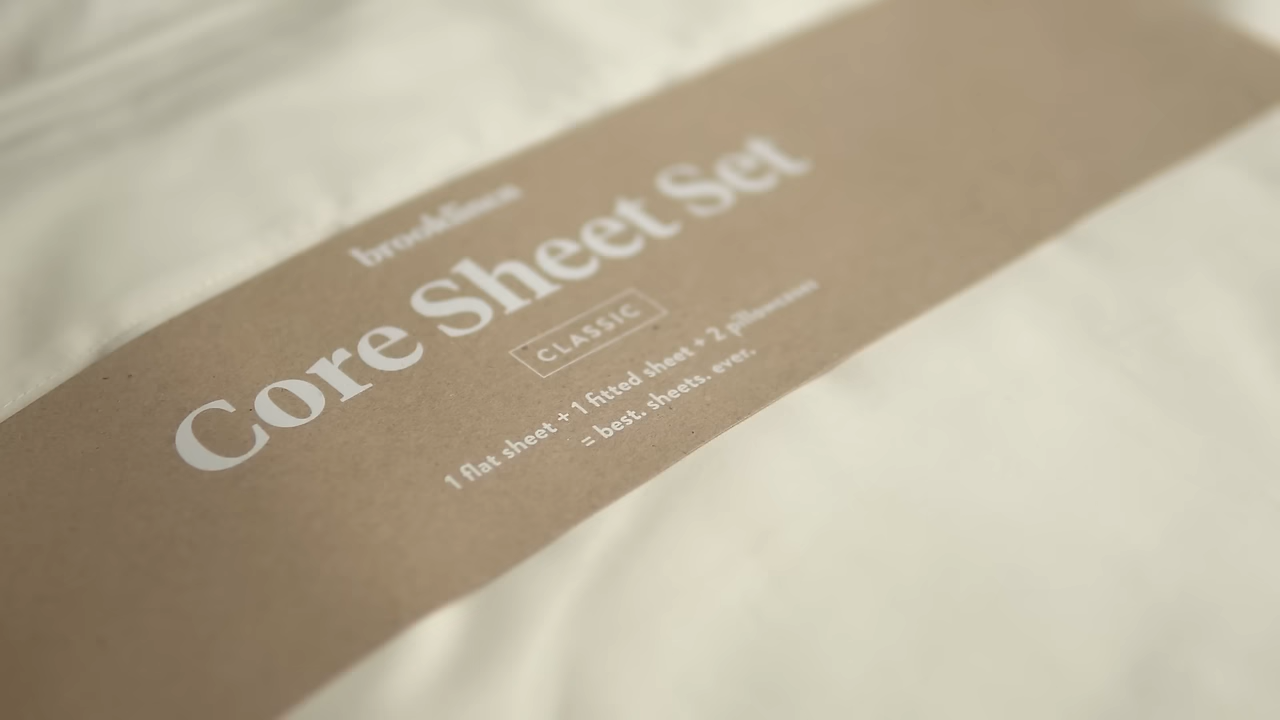 brooklinen
Core Sheet Set
CLASSIC
1 flat sheet + 1 fitted sheet + 2 pillowcases
= best. sheets. ever.